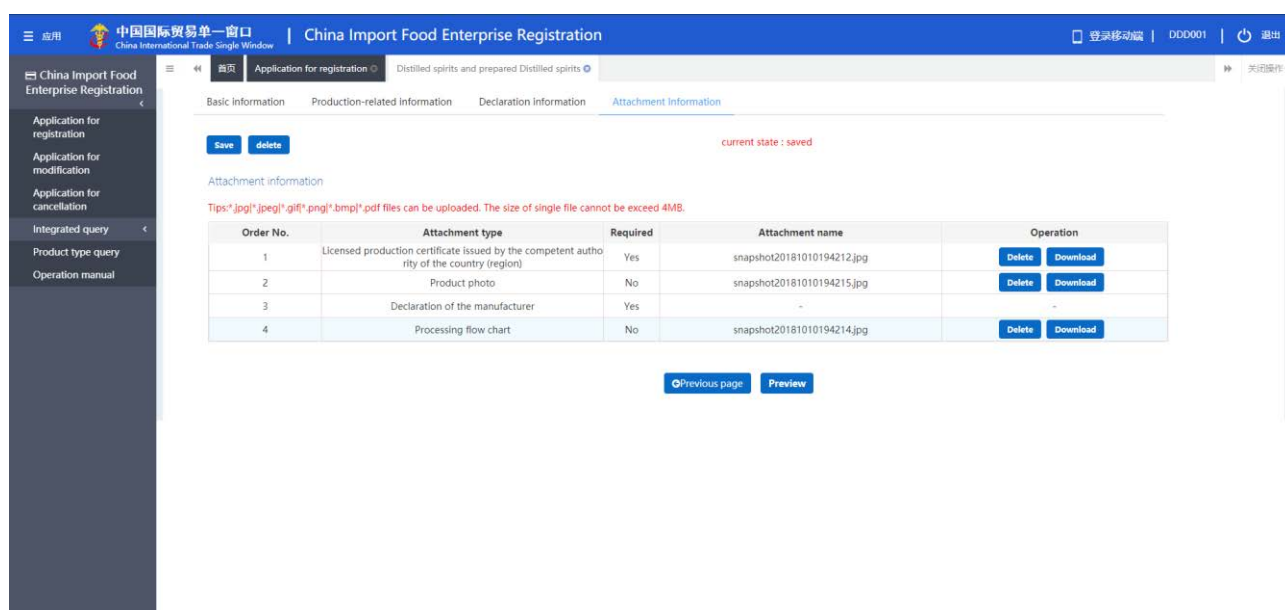 应用
中国国际贸易单一窗口
China International Trade Single Window
| China Import Food Enterprise Registration
登录移动端 | DDD001 | 退出
China Import Food
Enterprise Registration
首页 Application for registration Distilled spirits and prepared Distilled spirits 关闭操作
Application for
registration
Application for
modification
Application for
cancellation
Integrated query
Product type query
Operation manual
Basic information Production-related information Declaration information Attachment Information
Save delete current state : saved
Attachment information
Tips:*.jpg|*.jpeg|*.gif|*.png|*.bmp|*.pdf files can be uploaded. The size of single file cannot be exceed 4MB.
Order No. Attachment type Required Attachment name Operation
1 Licensed production certificate issued by the competent autho
rity of the country (region) Yes snapshot20181010194212.jpg Delete Download
2 Product photo No snapshot20181010194215.jpg Delete Download
3 Declaration of the manufacturer Yes - -
4 Processing flow chart No snapshot20181010194214.jpg Delete Download
Previous page Preview